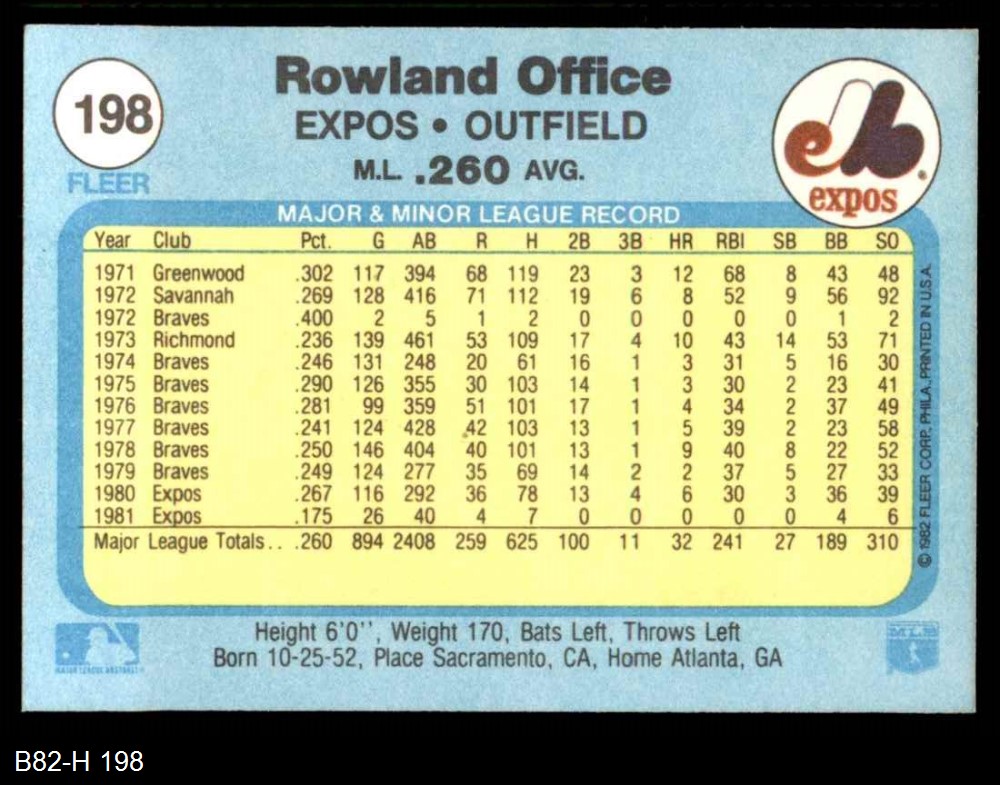 198
FLEER
Rowland Office
EXPOS • OUTFIELD
M.L. .260 AVG.
expos
MAJOR & MINOR LEAGUE RECORD
Year Club Pct. G AB R H 2B 3B HR RBI SB BB SO
1971 Greenwood .302 117 394 68 119 23 3 12 68 8 43 48
1972 Savannah .269 128 416 71 112 19 6 8 52 9 56 92
1972 Braves .400 2 5 1 2 0 0 0 0 0 1 2
1973 Richmond .236 139 461 53 109 17 4 10 43 14 53 71
1974 Braves .246 131 248 20 61 16 1 3 31 5 16 30
1975 Braves .290 126 355 30 103 14 1 3 30 2 23 41
1976 Braves .281 99 359 51 101 17 1 4 34 2 37 49
1977 Braves .241 124 428 42 103 13 1 5 39 2 23 58
1978 Braves .250 146 404 40 101 13 1 9 40 8 22 52
1979 Braves .249 124 277 35 69 14 2 2 37 5 27 33
1980 Expos .267 116 292 36 78 13 4 6 30 3 36 39
1981 Expos .175 26 40 4 7 0 0 0 0 0 4 6
Major League Totals.. .260 894 2408 259 625 100 11 32 241 27 189 310
© 1982 FLEER CORP. PHILA. PRINTED IN U.S.A.
Height 6'0'', Weight 170, Bats Left, Throws Left
Born 10-25-52, Place Sacramento, CA, Home Atlanta, GA
B82-H 198